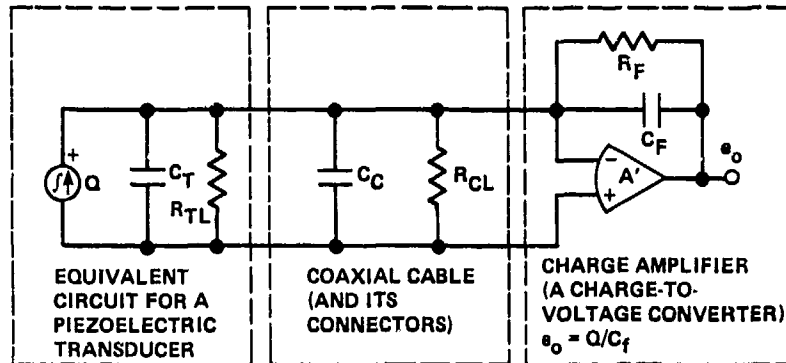 R_F
C_F
e_o
+
∫↑ Q
C_T
R_TL
C_C
R_CL
−
A'
+
EQUIVALENT
CIRCUIT FOR A
PIEZOELECTRIC
TRANSDUCER
COAXIAL CABLE
(AND ITS
CONNECTORS)
CHARGE AMPLIFIER
(A CHARGE-TO-
VOLTAGE CONVERTER)
e_o = Q/C_f